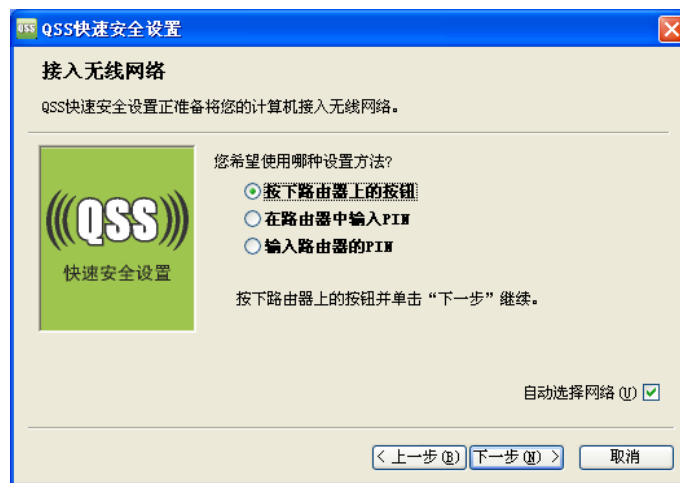 QSS QSS快速安全设置
接入无线网络
QSS快速安全设置正准备将您的计算机接入无线网络。
(((QSS)))
快速安全设置
您希望使用哪种设置方法?
按下路由器上的按钮
在路由器中输入PIN
输入路由器的PIN
按下路由器上的按钮并单击“下一步”继续。
自动选择网络(U)
< 上一步(B) 下一步(N) > 取消